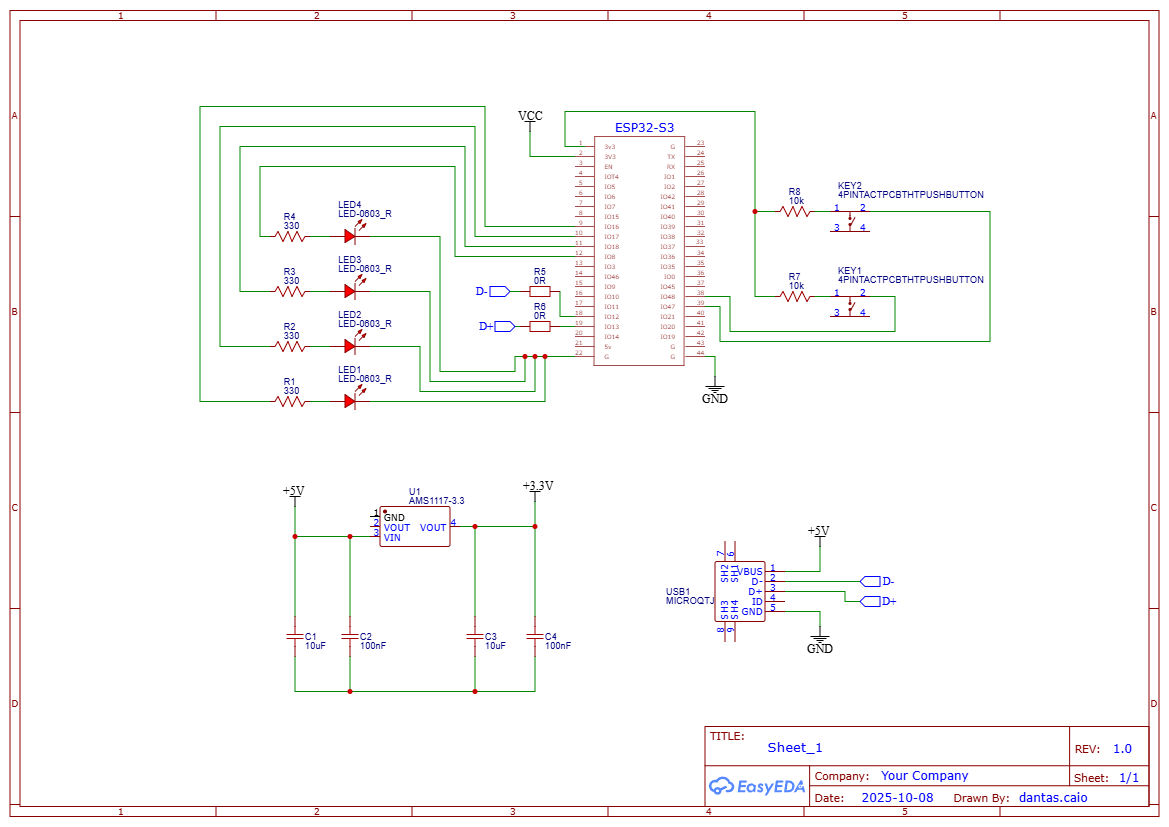 1 2 3 4 5
A A
B B
C C
D D
VCC
ESP32-S3
1 3v3 G 23
2 3V3 TX 24
3 EN RX 25
4 IOT4 IO1 26
5 IO5 IO2 27
6 IO6 IO42 28
7 IO7 IO41 29
8 IO15 IO40 30
9 IO16 IO39 31
10 IO17 IO38 32
11 IO18 IO37 33
12 IO8 IO36 34
13 IO3 IO35 35
14 IO46 IO0 36
15 IO9 IO45 37
16 IO10 IO48 38
17 IO11 IO47 39
18 IO12 IO21 40
19 IO13 IO20 41
20 IO14 IO19 42
21 5v G 43
22 G G 44
R4
330
LED4
LED-0603_R
R3
330
LED3
LED-0603_R
R2
330
LED2
LED-0603_R
R1
330
LED1
LED-0603_R
D-
R5
0R
D+
R6
0R
R8
10k
KEY2
4PINTACTPCBTHTPUSHBUTTON
1 2
3 4
R7
10k
KEY1
4PINTACTPCBTHTPUSHBUTTON
1 2
3 4
GND
+5V
U1
AMS1117-3.3
1 GND
2 VOUT VOUT 4
3 VIN
+3.3V
C1
10uF
C2
100nF
C3
10uF
C4
100nF
+5V
USB1
MICROQTJ
7 6
SH2 SH1
VBUS 1
D- 2
D+ 3
ID 4
GND 5
SH3 SH4
8 9
D-
D+
GND
TITLE:
Sheet_1
REV: 1.0
EasyEDA
Company: Your Company
Sheet: 1/1
Date: 2025-10-08 Drawn By: dantas.caio
1 2 3 4 5